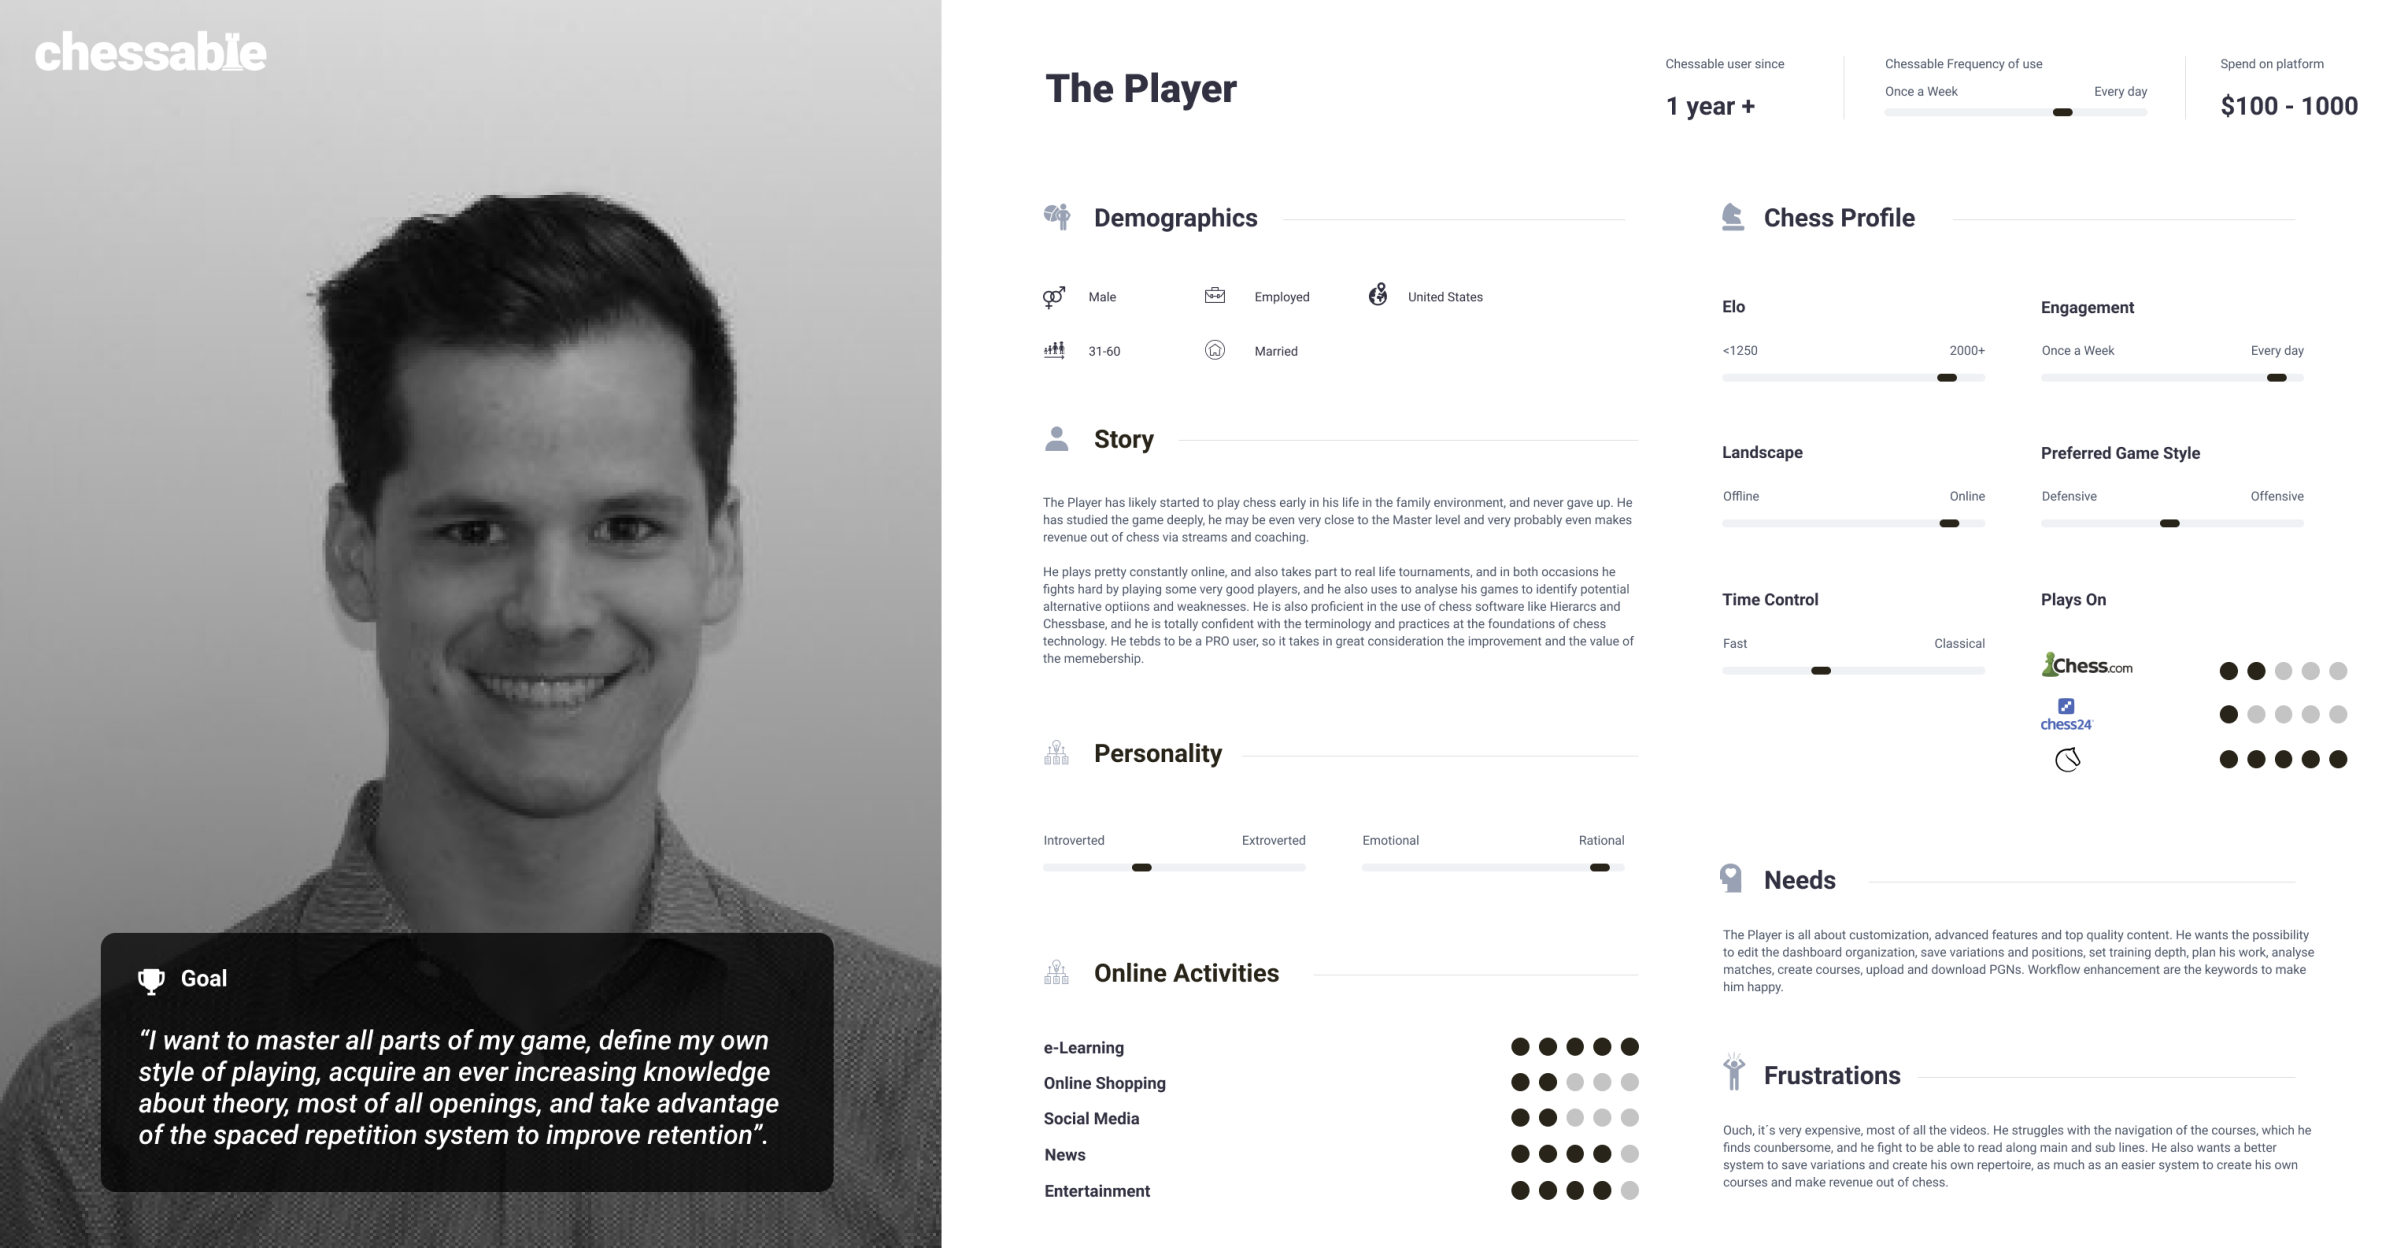 chessable
Goal
“I want to master all parts of my game, define my own
style of playing, acquire an ever increasing knowledge
about theory, most of all openings, and take advantage
of the spaced repetition system to improve retention”.
The Player
Chessable user since
1 year +
Chessable Frequency of use
Once a Week Every day
Spend on platform
$100 - 1000
Demographics
Male Employed United States
31-60 Married
Story
The Player has likely started to play chess early in his life in the family environment, and never gave up. He
has studied the game deeply, he may be even very close to the Master level and very probably even makes
revenue out of chess via streams and coaching.
He plays pretty constantly online, and also takes part to real life tournaments, and in both occasions he
fights hard by playing some very good players, and he also uses to analyse his games to identify potential
alternative optiions and weaknesses. He is also proficient in the use of chess software like Hierarcs and
Chessbase, and he is totally confident with the terminology and practices at the foundations of chess
technology. He tebds to be a PRO user, so it takes in great consideration the improvement and the value of
the memebership.
Personality
Introverted Extroverted
Emotional Rational
Online Activities
e-Learning
Online Shopping
Social Media
News
Entertainment
Chess Profile
Elo
<1250 2000+
Engagement
Once a Week Every day
Landscape
Offline Online
Preferred Game Style
Defensive Offensive
Time Control
Fast Classical
Plays On
Chess.com
chess24
Needs
The Player is all about customization, advanced features and top quality content. He wants the possibility
to edit the dashboard organization, save variations and positions, set training depth, plan his work, analyse
matches, create courses, upload and download PGNs. Workflow enhancement are the keywords to make
him happy.
Frustrations
Ouch, it´s very expensive, most of all the videos. He struggles with the navigation of the courses, which he
finds counbersome, and he fight to be able to read along main and sub lines. He also wants a better
system to save variations and create his own repertoire, as much as an easier system to create his own
courses and make revenue out of chess.